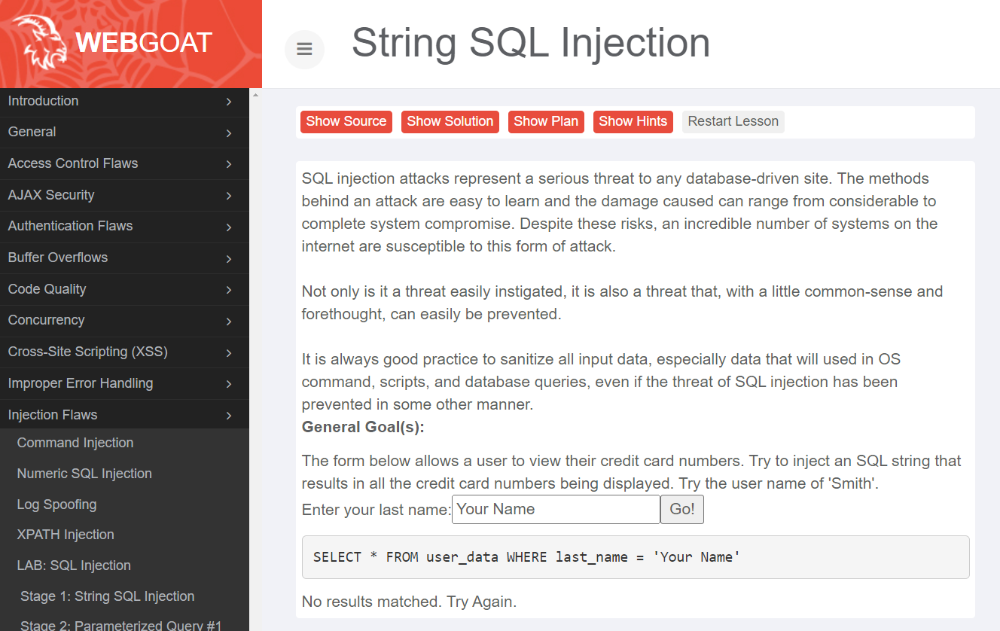 WEBGOAT
String SQL Injection
Introduction
General
Access Control Flaws
AJAX Security
Authentication Flaws
Buffer Overflows
Code Quality
Concurrency
Cross-Site Scripting (XSS)
Improper Error Handling
Injection Flaws
Command Injection
Numeric SQL Injection
Log Spoofing
XPATH Injection
LAB: SQL Injection
Stage 1: String SQL Injection
Stage 2: Parameterized Query #1
Show Source Show Solution Show Plan Show Hints Restart Lesson
SQL injection attacks represent a serious threat to any database-driven site. The methods
behind an attack are easy to learn and the damage caused can range from considerable to
complete system compromise. Despite these risks, an incredible number of systems on the
internet are susceptible to this form of attack.
Not only is it a threat easily instigated, it is also a threat that, with a little common-sense and
forethought, can easily be prevented.
It is always good practice to sanitize all input data, especially data that will used in OS
command, scripts, and database queries, even if the threat of SQL injection has been
prevented in some other manner.
General Goal(s):
The form below allows a user to view their credit card numbers. Try to inject an SQL string that
results in all the credit card numbers being displayed. Try the user name of 'Smith'.
Enter your last name: Your Name Go!
SELECT * FROM user_data WHERE last_name = 'Your Name'
No results matched. Try Again.